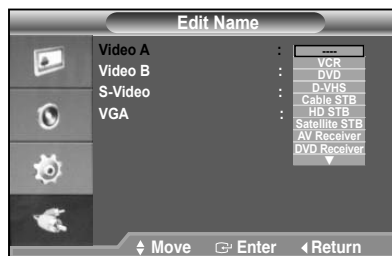 Edit Name
Video A : ----
Video B :
S-Video :
VGA :
VCR
DVD
D-VHS
Cable STB
HD STB
Satellite STB
AV Receiver
DVD Receiver
Move Enter Return